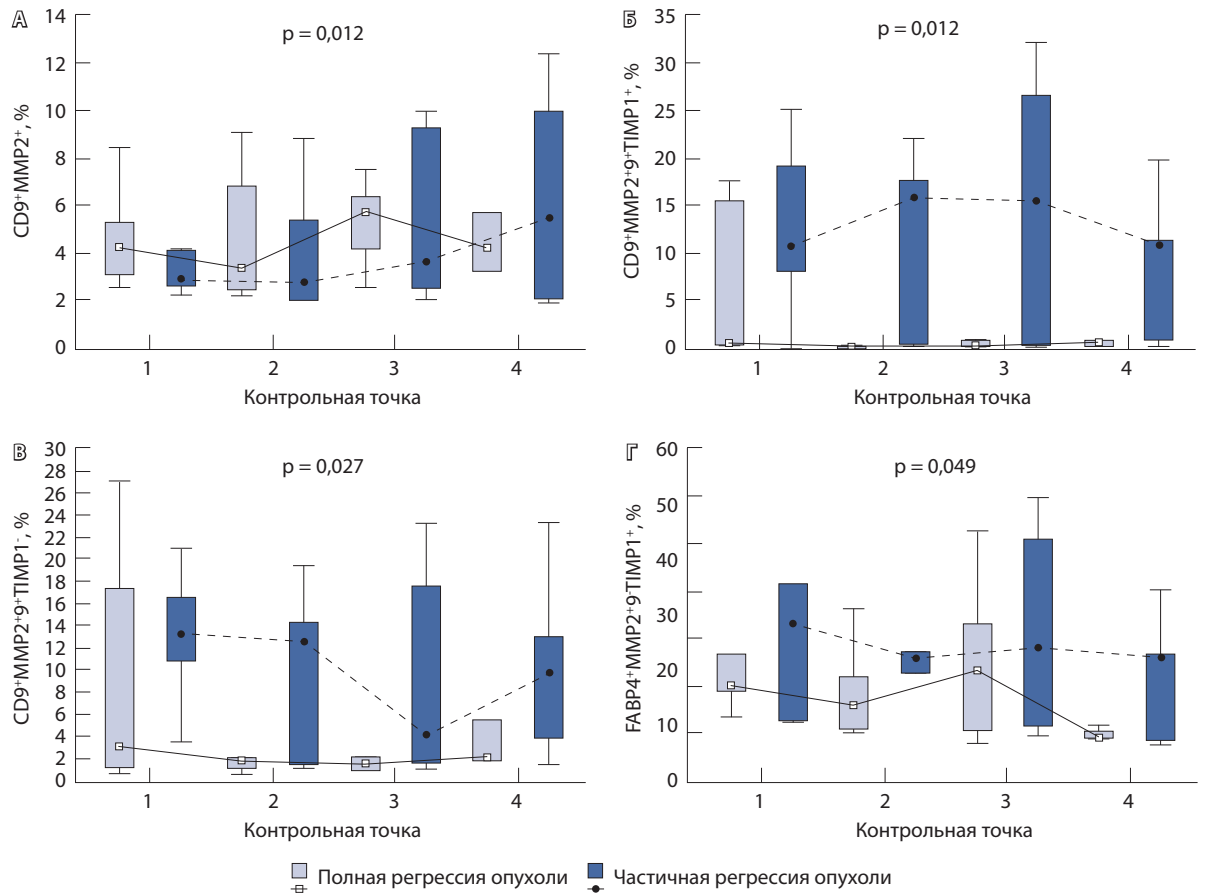 А
p = 0,012
CD9⁺MMP2⁺, %
14
12
10
8
6
4
2
0
1 2 3 4
Контрольная точка
Б
p = 0,012
CD9⁺MMP2⁺9⁺TIMP1⁺, %
35
30
25
20
15
10
5
0
1 2 3 4
Контрольная точка
В
p = 0,027
CD9⁺MMP2⁺9⁺TIMP1⁻, %
30
28
26
24
22
20
18
16
14
12
10
8
6
4
2
0
1 2 3 4
Контрольная точка
Г
p = 0,049
FABP4⁺MMP2⁺9⁻TIMP1⁺, %
60
50
40
30
20
10
0
1 2 3 4
Контрольная точка
Полная регрессия опухоли Частичная регрессия опухоли